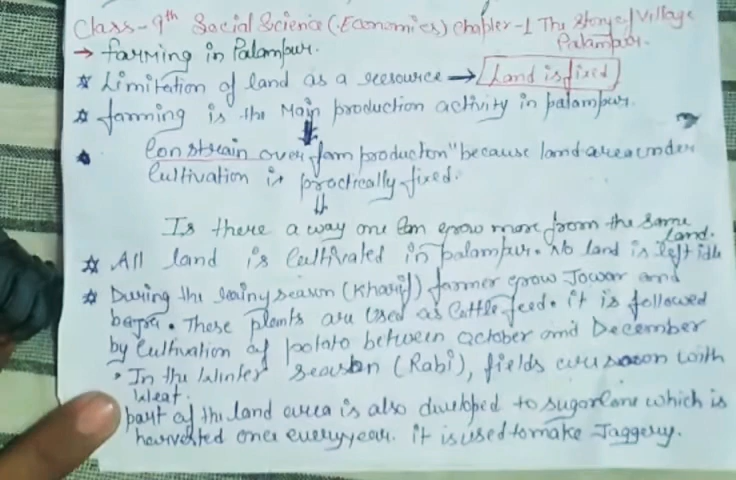 Class-9th Social Science (Economics) Chapter-1 The Story of Village
Palampur.
→ farming in Palampur.
☆ Limitation of land as a resource → Land is fixed
☆ farming is the Main production activity in palampur.
Constrain over farm production" because land area under
Cultivation is practically fixed.
Is there a way one can grow more from the same
land.
☆ All land is Cultivated in palampur. No land is left idle
☆ During the rainy season (Kharif) farmer grow Jowar and
bajra. These plants are used as Cattle feed. it is followed
by Cultivation of potato between october and December
• In the Winter season (Rabi), fields are sown with
Weat.
part of the land area is also to sugarcane which is
harvested once every year. it is used to make Jaggery.